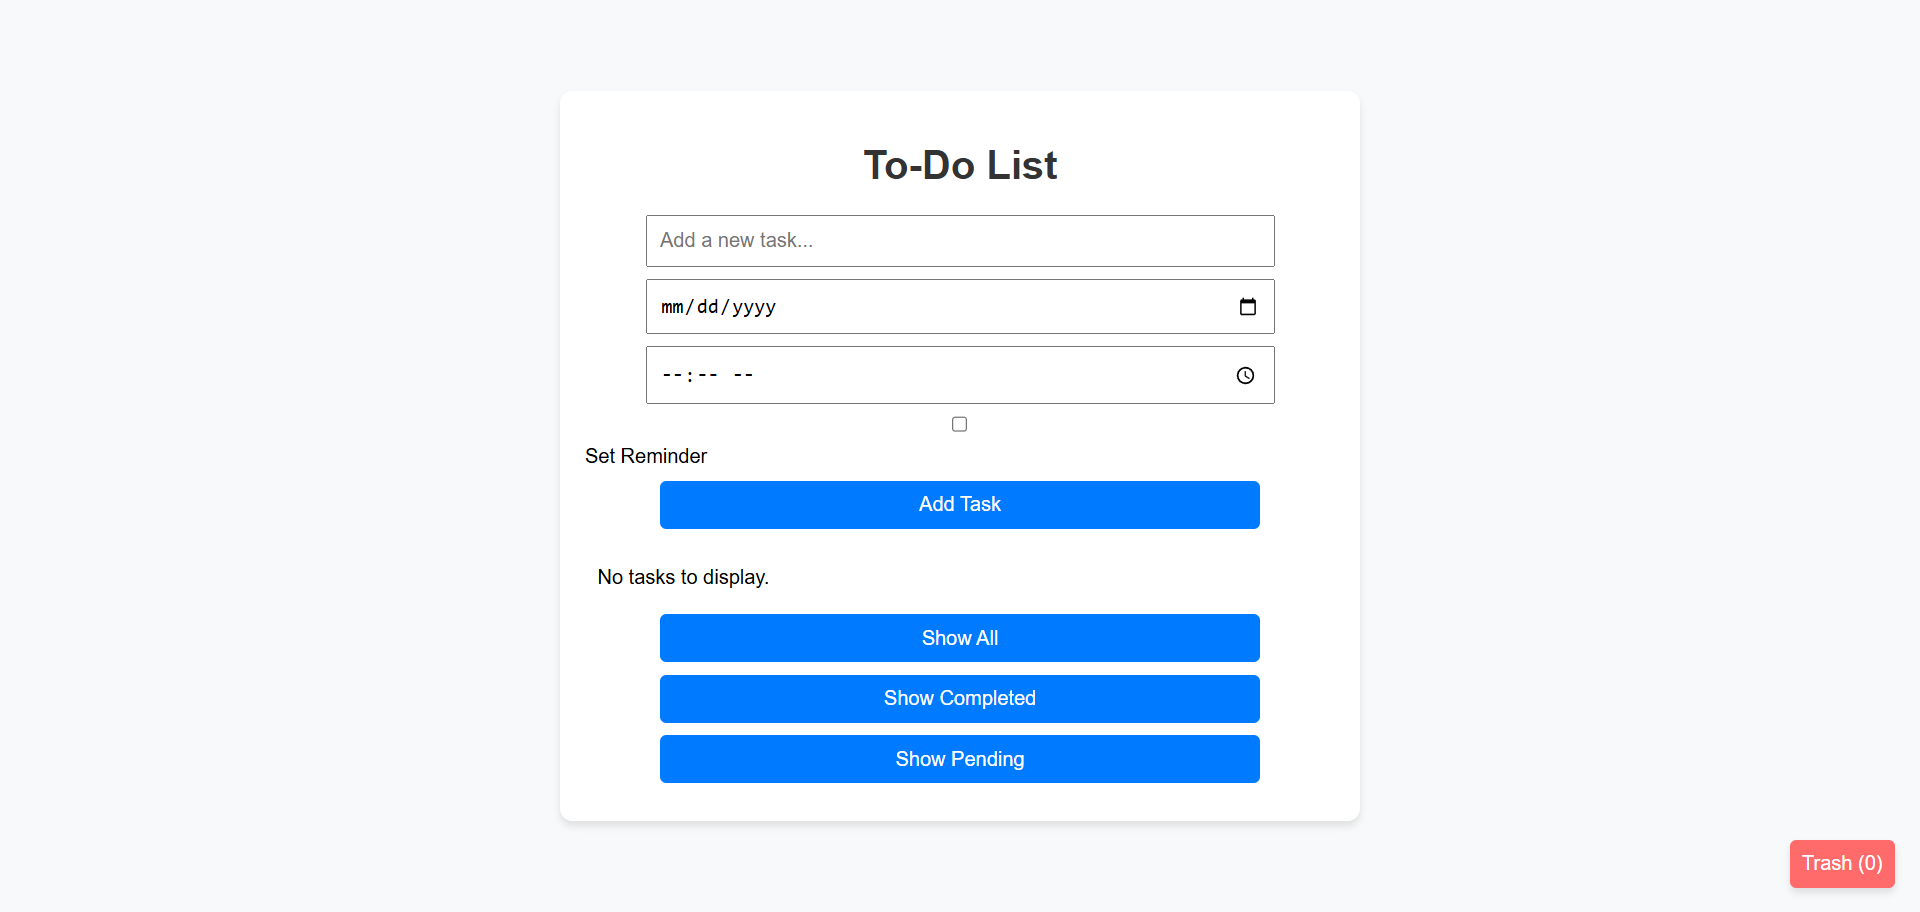 To-Do List
Add a new task...
mm/dd/yyyy
--:-- --
Set Reminder
Add Task
No tasks to display.
Show All
Show Completed
Show Pending
Trash (0)